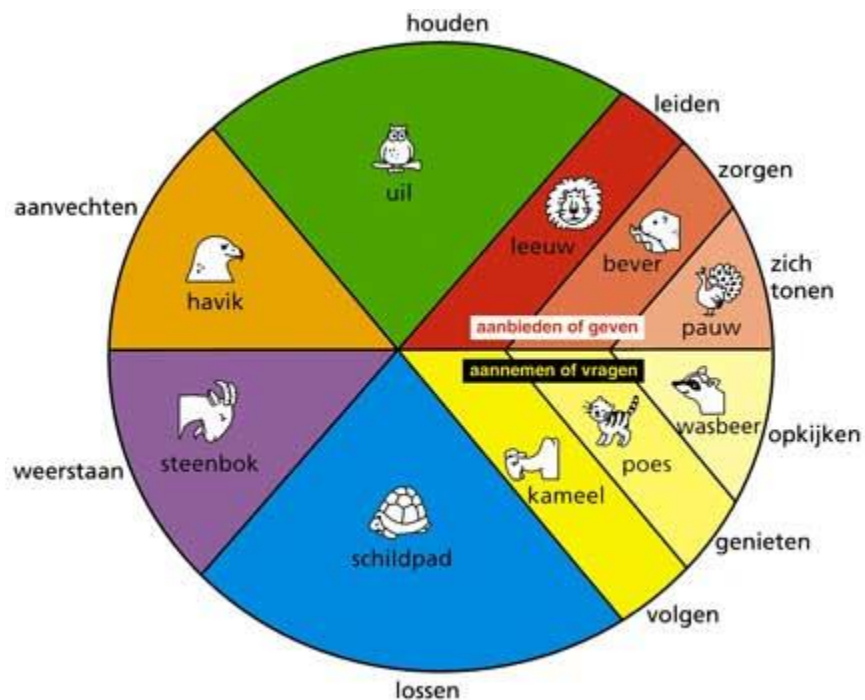 houden
leiden
zorgen
uil
aanvechten
leeuw
bever
zich
tonen
havik
aanbieden of geven
pauw
aannemen of vragen
wasbeer
opkijken
weerstaan
steenbok
poes
kameel
genieten
schildpad
volgen
lossen